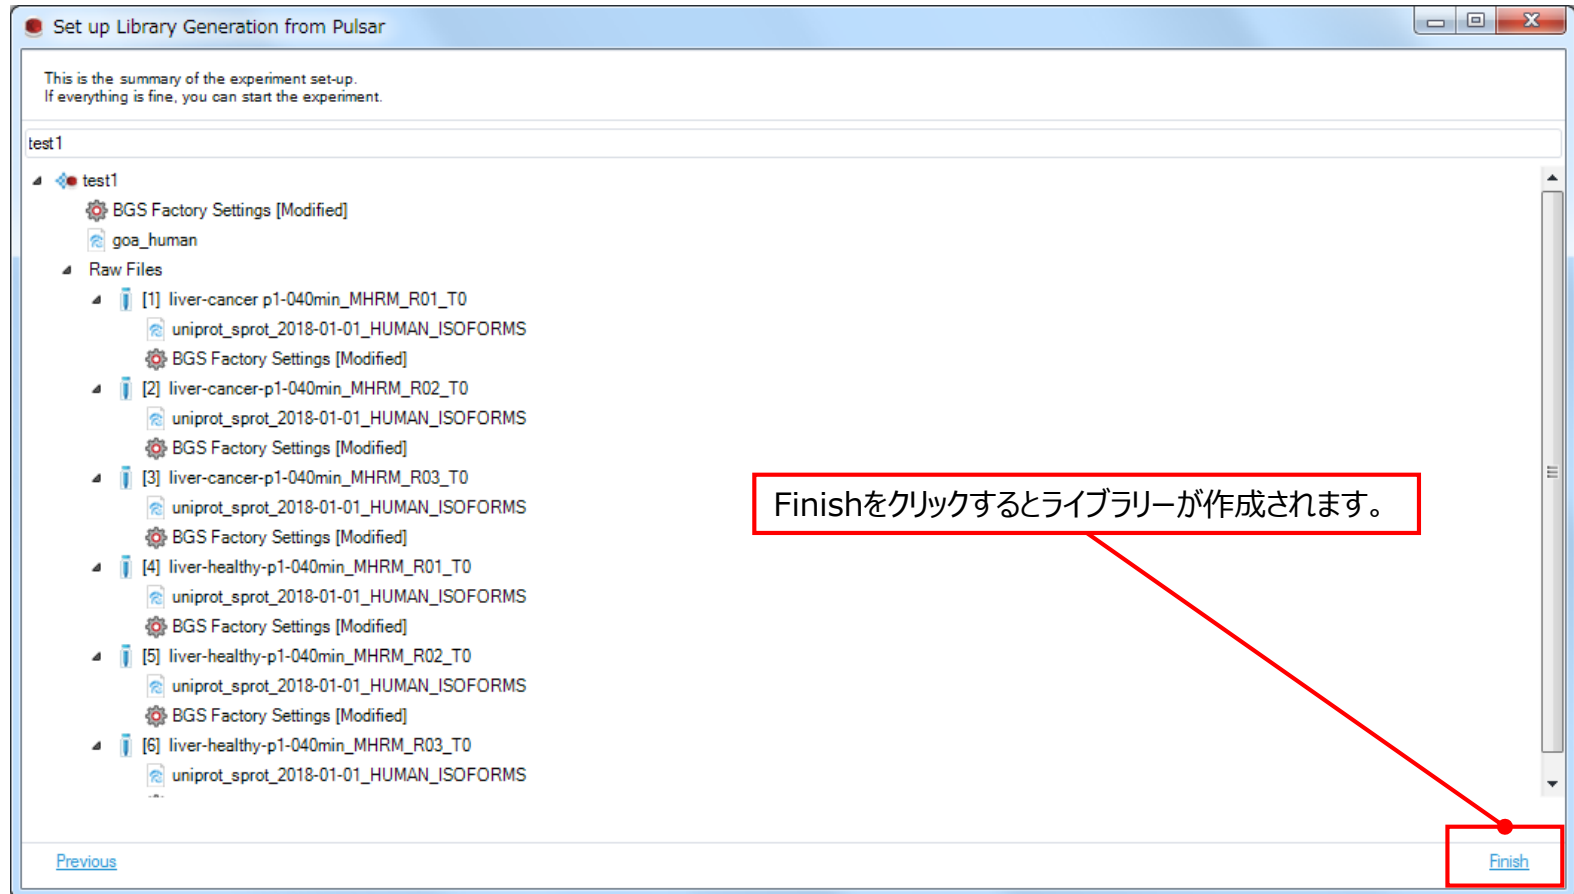 Set up Library Generation from Pulsar
This is the summary of the experiment set-up.
If everything is fine, you can start the experiment.
test1
test1
BGS Factory Settings [Modified]
goa_human
Raw Files
[1] liver-cancer p1-040min_MHRM_R01_T0
uniprot_sprot_2018-01-01_HUMAN_ISOFORMS
BGS Factory Settings [Modified]
[2] liver-cancer-p1-040min_MHRM_R02_T0
uniprot_sprot_2018-01-01_HUMAN_ISOFORMS
BGS Factory Settings [Modified]
[3] liver-cancer-p1-040min_MHRM_R03_T0
uniprot_sprot_2018-01-01_HUMAN_ISOFORMS
BGS Factory Settings [Modified]
[4] liver-healthy-p1-040min_MHRM_R01_T0
uniprot_sprot_2018-01-01_HUMAN_ISOFORMS
BGS Factory Settings [Modified]
[5] liver-healthy-p1-040min_MHRM_R02_T0
uniprot_sprot_2018-01-01_HUMAN_ISOFORMS
BGS Factory Settings [Modified]
[6] liver-healthy-p1-040min_MHRM_R03_T0
uniprot_sprot_2018-01-01_HUMAN_ISOFORMS
Finishをクリックするとライブラリーが作成されます。
Previous
Finish